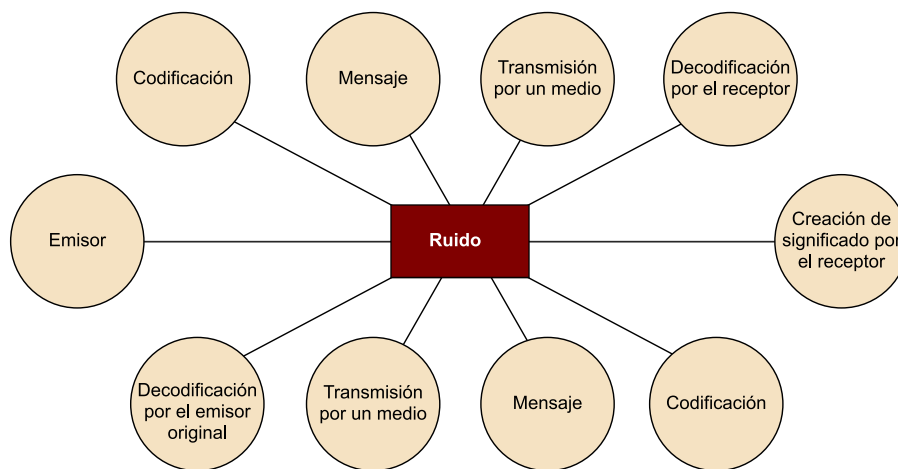 Codificación
Mensaje
Transmisión
por un medio
Decodificación
por el receptor
Emisor
Ruido
Creación de
significado por
el receptor
Decodificación
por el emisor
original
Transmisión
por un medio
Mensaje
Codificación